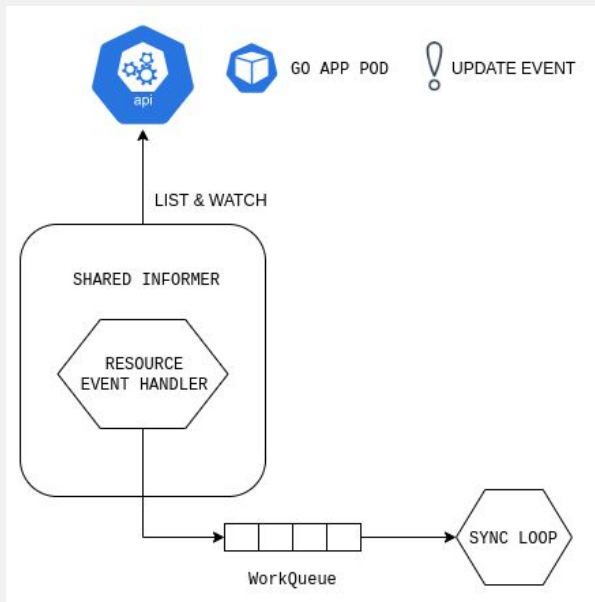 api
GO APP POD
UPDATE EVENT
LIST & WATCH
SHARED INFORMER
RESOURCE
EVENT HANDLER
SYNC LOOP
WorkQueue